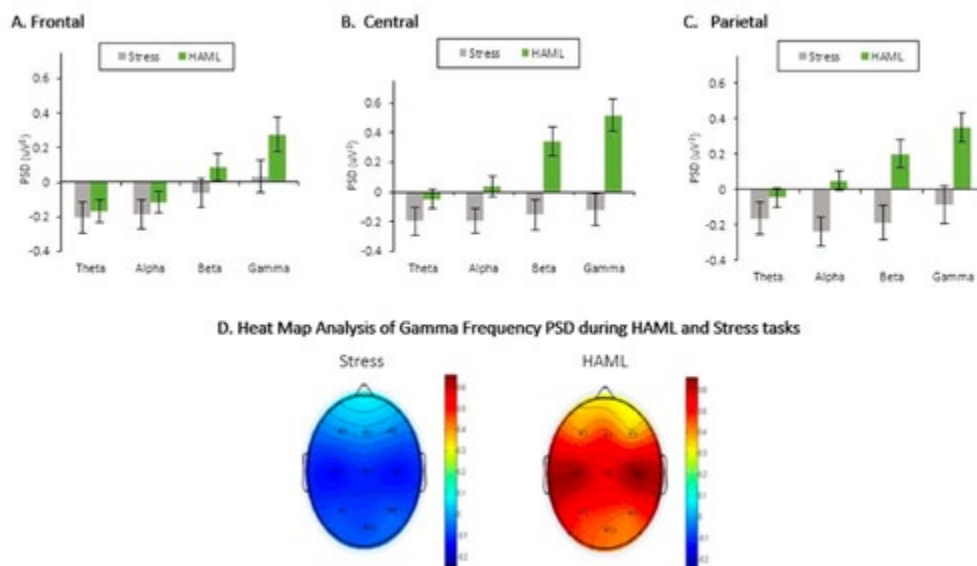 A. Frontal
Stress HAML
PSD (uV²)
0.6
0.4
0.2
0
-0.2
-0.4
Theta Alpha Beta Gamma
B. Central
Stress HAML
PSD (uV²)
0.6
0.4
0.2
0
-0.2
-0.4
Theta Alpha Beta Gamma
C. Parietal
Stress HAML
PSD (uV²)
0.6
0.4
0.2
0
-0.2
-0.4
Theta Alpha Beta Gamma
D. Heat Map Analysis of Gamma Frequency PSD during HAML and Stress tasks
Stress
HAML